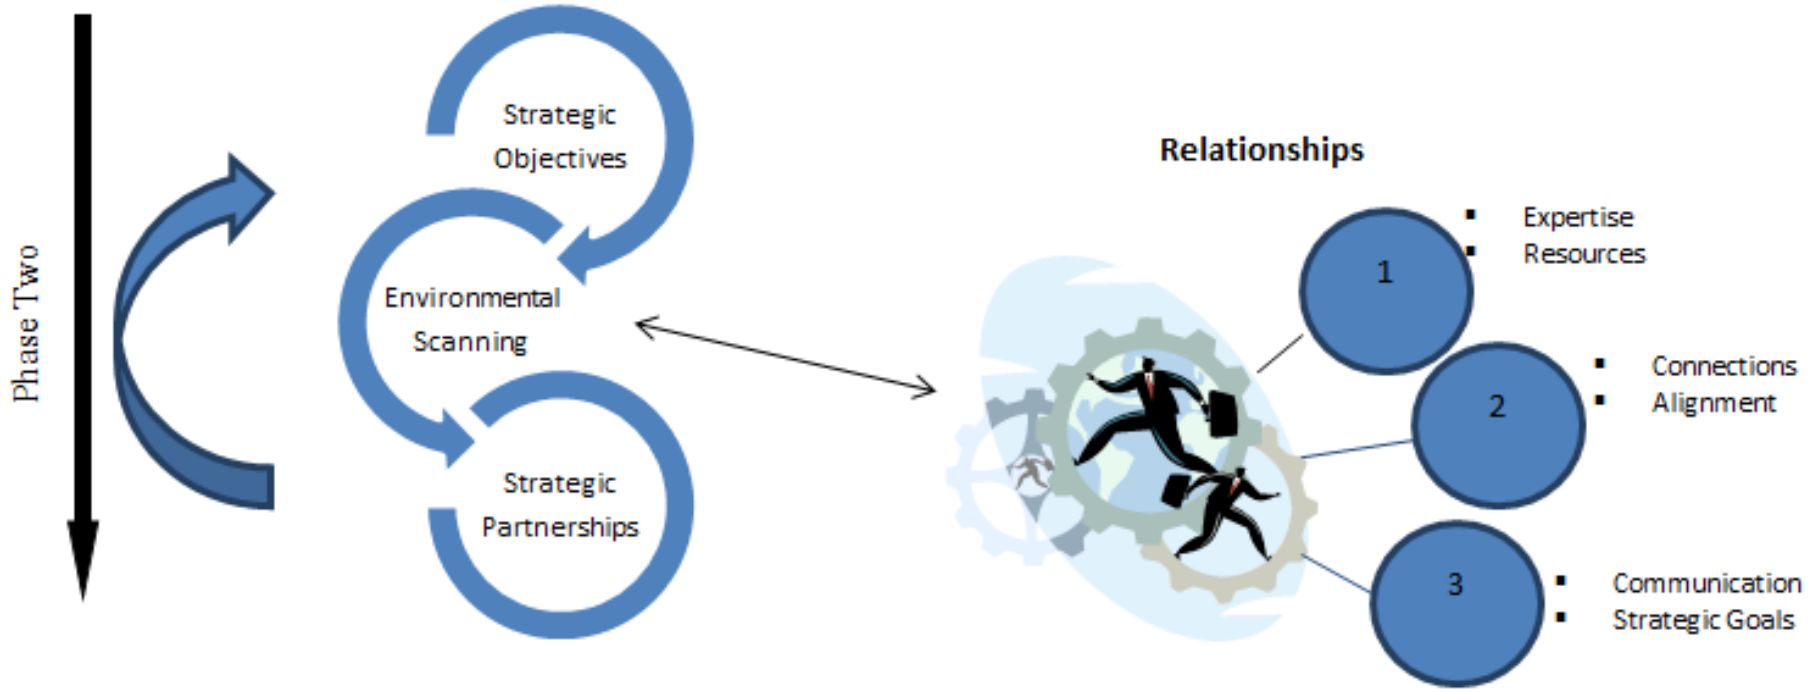 Phase Two
Strategic
Objectives
Environmental
Scanning
Strategic
Partnerships
Relationships
1
▪ Expertise
▪ Resources
2
▪ Connections
▪ Alignment
3
▪ Communication
▪ Strategic Goals